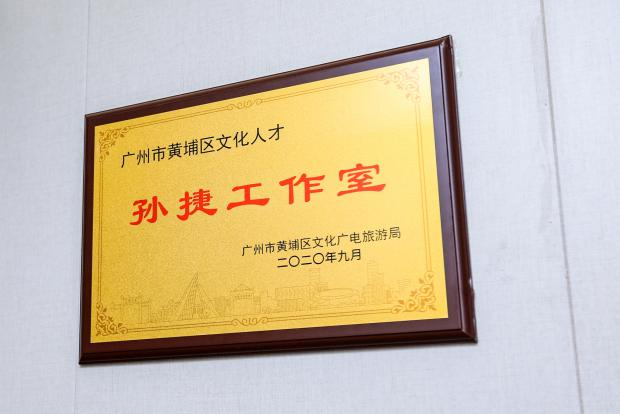 广州市黄埔区文化人才
孙捷工作室
广州市黄埔区文化广电旅游局
二〇二〇年九月